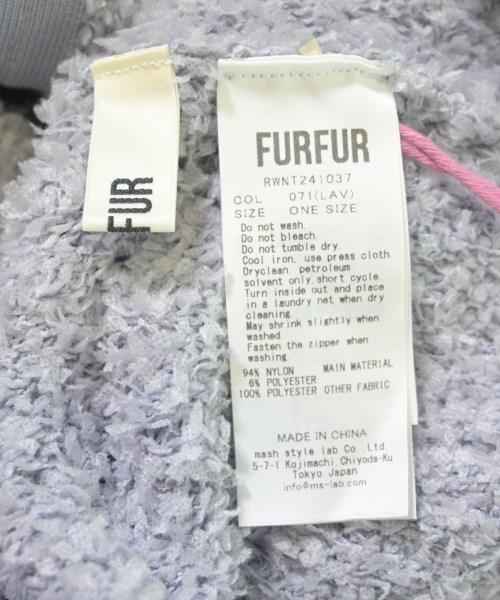 FUR
FURFUR
RWNT241037
COL 071(LAV)
SIZE ONE SIZE
Do not wash.
Do not bleach.
Do not tumble dry.
Cool iron, use press cloth.
Dryclean, petroleum
solvent only,short cycle.
Turn inside out and place
in a laundry net when dry
cleaning.
May shrink slightly when
washed.
Fasten the zipper when
washing.
94% NYLON MAIN MATERIAL
6% POLYESTER
100% POLYESTER OTHER FABRIC
MADE IN CHINA
mash style lab Co.,Ltd.
5-7-1 Kojimachi,Chiyoda-Ku
Tokyo Japan
info@ms-lab.com